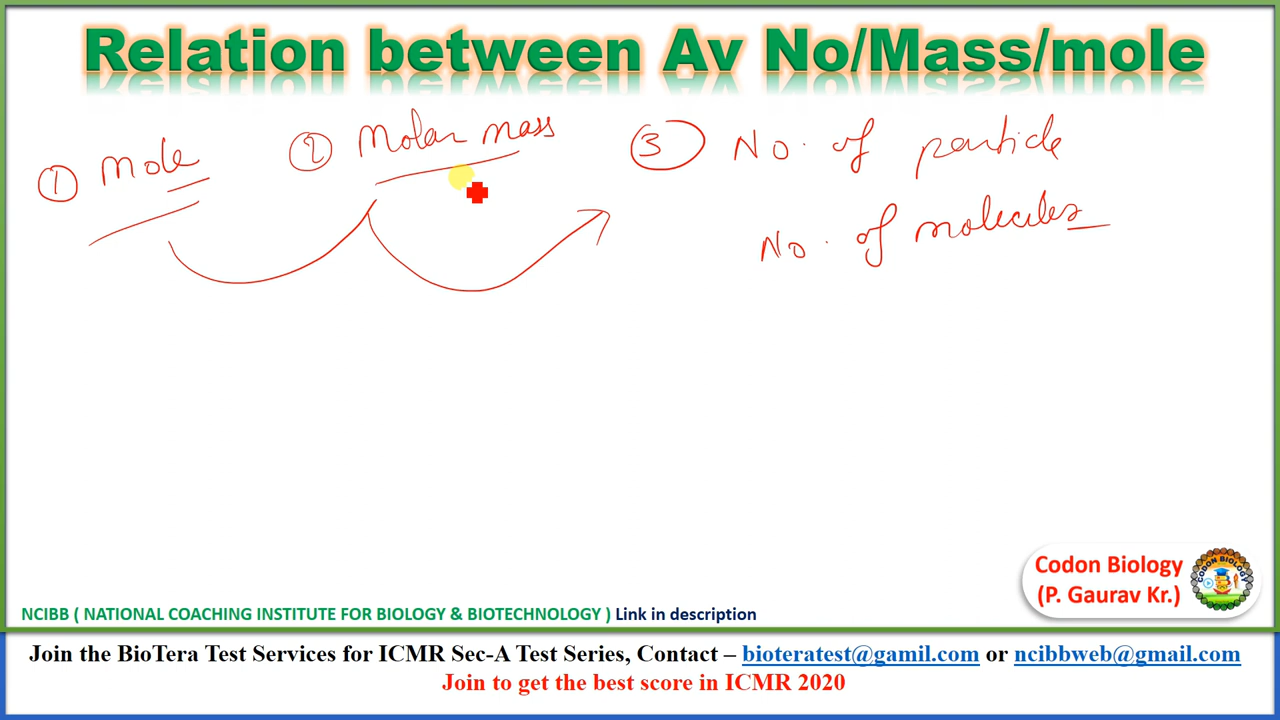 Relation between Av No/Mass/mole
① Mole ② Molar mass ③ No. of particle
No. of molecules
Codon Biology
(P. Gaurav Kr.)
CODON BIOLOGY
NCIBB ( NATIONAL COACHING INSTITUTE FOR BIOLOGY & BIOTECHNOLOGY ) Link in description
Join the BioTera Test Services for ICMR Sec-A Test Series, Contact – bioteratest@gamil.com or ncibbweb@gmail.com
Join to get the best score in ICMR 2020